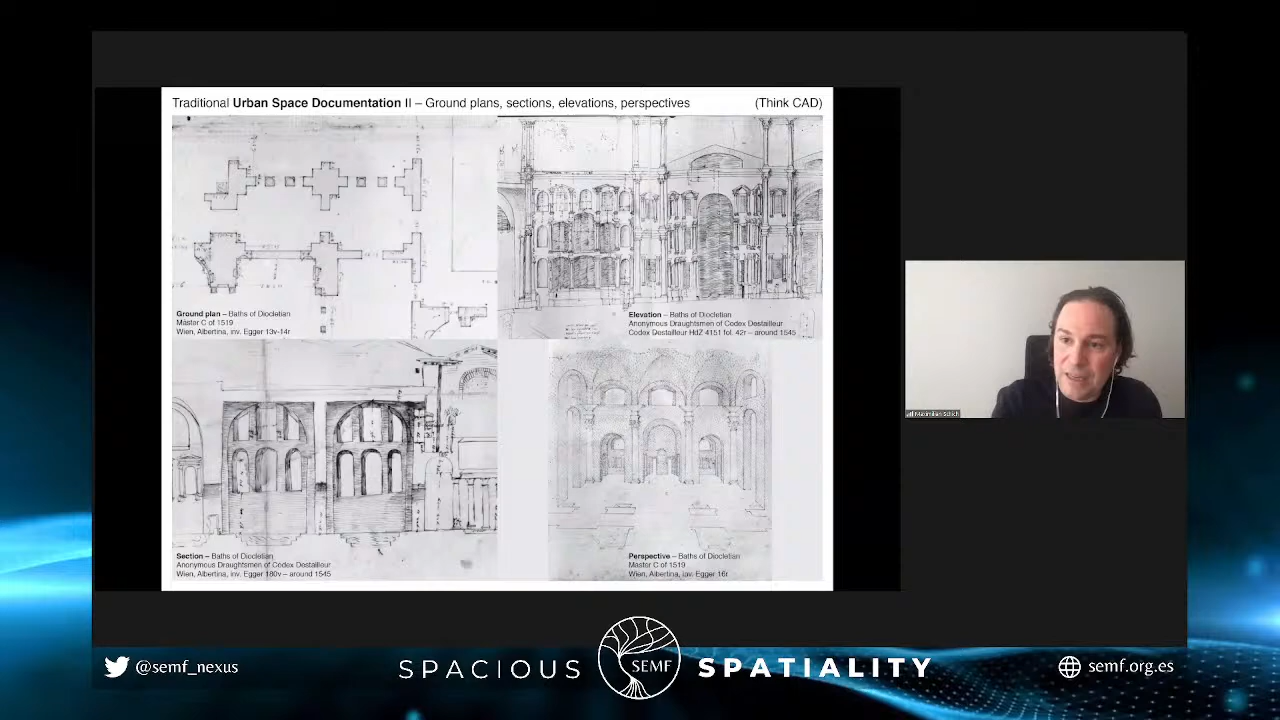 Traditional Urban Space Documentation II – Ground plans, sections, elevations, perspectives (Think CAD)
Ground plan – Baths of Diocletian
Master C of 1519
Wien, Albertina, inv. Egger 13v-14r
Elevation – Baths of Diocletian
Anonymous Draughtsmen of Codex Destailleur
Codex Destailleur HdZ 4151 fol. 42r – around 1545
Section – Baths of Diocletian
Anonymous Draughtsmen of Codex Destailleur
Wien, Albertina, inv. Egger 180v – around 1545
Perspective – Baths of Diocletian
Master C of 1519
Wien, Albertina, inv. Egger 16r
Maximilian Schich
@semf_nexus
SPACIOUS SEMF SPATIALITY
semf.org.es